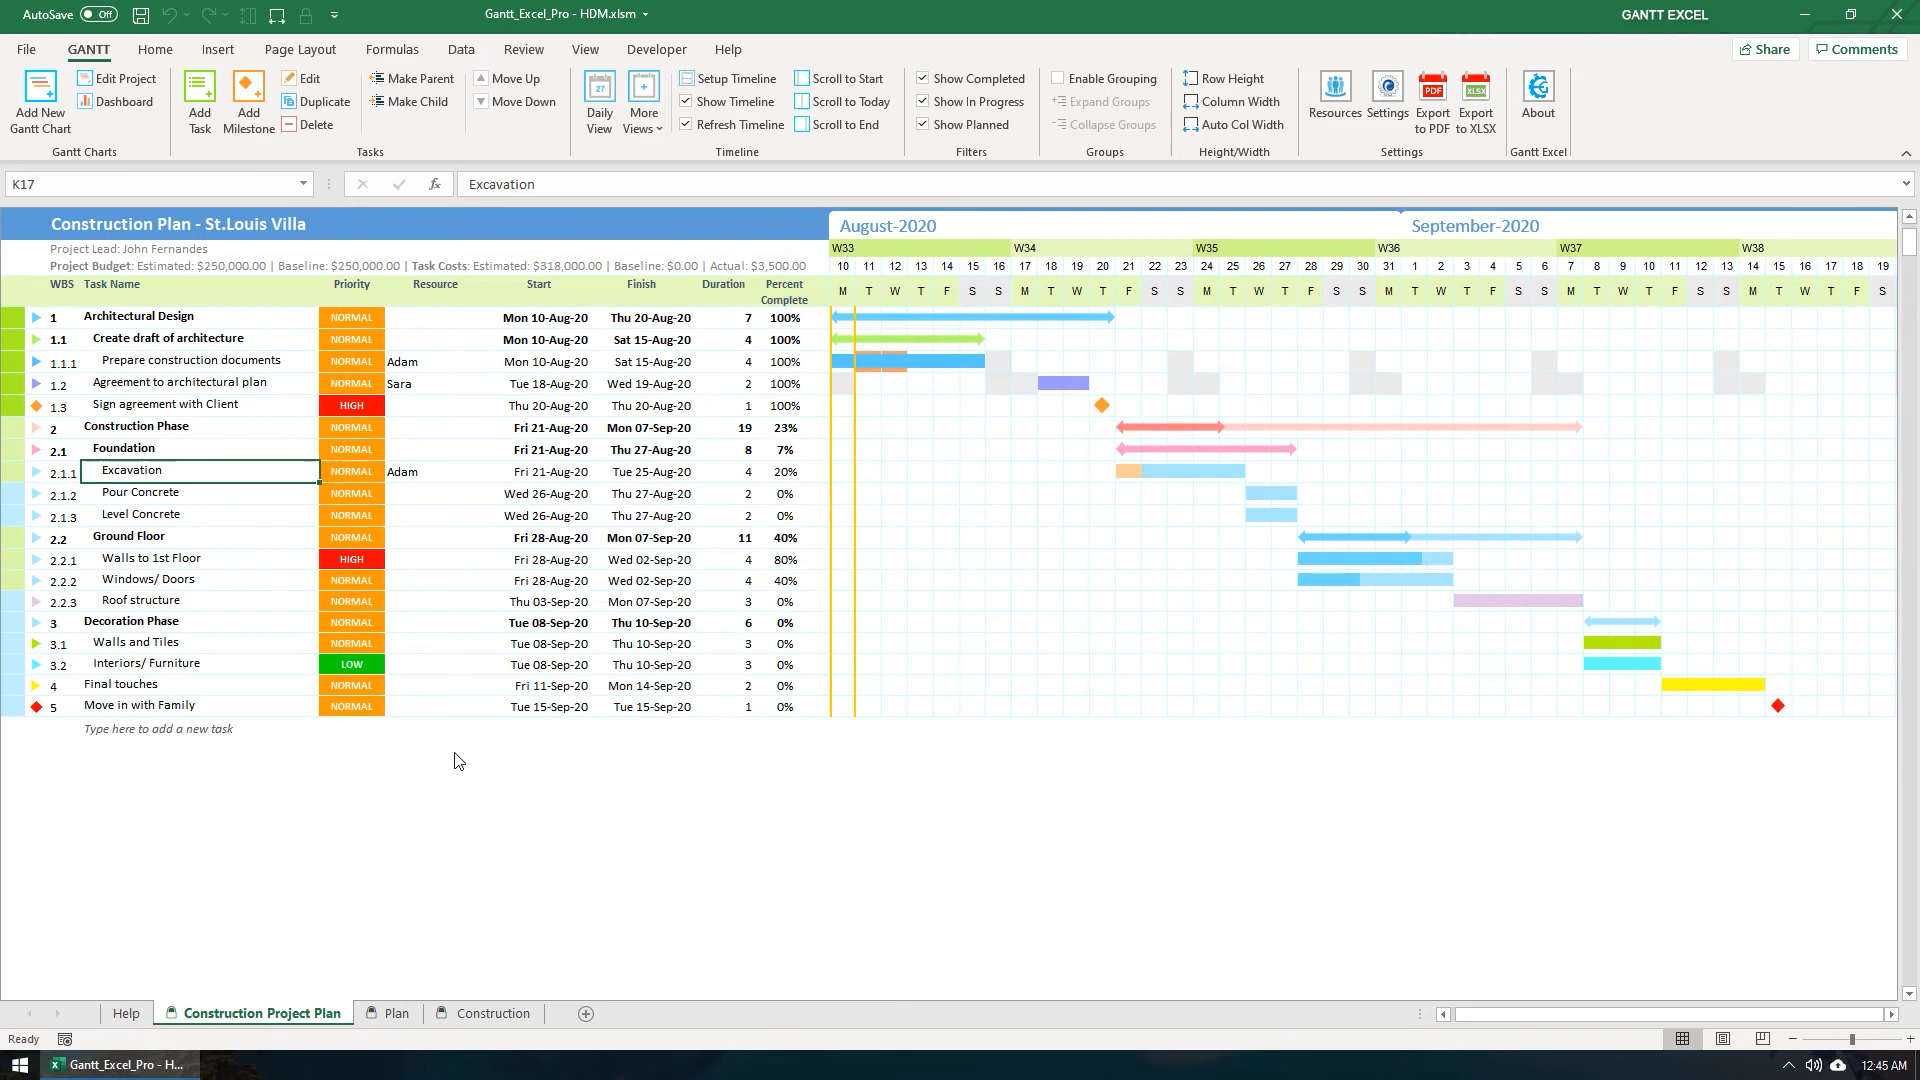 AutoSave Off Gantt_Excel_Pro - HDM.xlsm GANTT EXCEL
File GANTT Home Insert Page Layout Formulas Data Review View Developer Help Share Comments
Add New Gantt Chart
Edit Project
Dashboard
Gantt Charts
Add Task
Add Milestone
Edit
Duplicate
Delete
Make Parent
Make Child
Move Up
Move Down
Tasks
27
Daily View
More Views
Setup Timeline
Show Timeline
Refresh Timeline
Scroll to Start
Scroll to Today
Scroll to End
Timeline
Show Completed
Show In Progress
Show Planned
Filters
Enable Grouping
Expand Groups
Collapse Groups
Groups
Row Height
Column Width
Auto Col Width
Height/Width
Resources
Settings
PDF
Export to PDF
XLSX
Export to XLSX
Settings
About
Gantt Excel
K17 fx Excavation
Construction Plan - St.Louis Villa August-2020 September-2020
Project Lead: John Fernandes W33 W34 W35 W36 W37 W38
Project Budget: Estimated: $250,000.00 | Baseline: $250,000.00 | Task Costs: Estimated: $318,000.00 | Baseline: $0.00 | Actual: $3,500.00 10 11 12 13 14 15 16 17 18 19 20 21 22 23 24 25 26 27 28 29 30 31 1 2 3 4 5 6 7 8 9 10 11 12 13 14 15 16 17 18 19
WBS Task Name Priority Resource Start Finish Duration Percent Complete M T W T F S S M T W T F S S M T W T F S S M T W T F S S M T W T F S S M T W T F S
1 Architectural Design NORMAL Mon 10-Aug-20 Thu 20-Aug-20 7 100%
1.1 Create draft of architecture NORMAL Mon 10-Aug-20 Sat 15-Aug-20 4 100%
1.1.1 Prepare construction documents NORMAL Adam Mon 10-Aug-20 Sat 15-Aug-20 4 100%
1.2 Agreement to architectural plan NORMAL Sara Tue 18-Aug-20 Wed 19-Aug-20 2 100%
1.3 Sign agreement with Client HIGH Thu 20-Aug-20 Thu 20-Aug-20 1 100%
2 Construction Phase NORMAL Fri 21-Aug-20 Mon 07-Sep-20 19 23%
2.1 Foundation NORMAL Fri 21-Aug-20 Thu 27-Aug-20 8 7%
2.1.1 Excavation NORMAL Adam Fri 21-Aug-20 Tue 25-Aug-20 4 20%
2.1.2 Pour Concrete NORMAL Wed 26-Aug-20 Thu 27-Aug-20 2 0%
2.1.3 Level Concrete NORMAL Wed 26-Aug-20 Thu 27-Aug-20 2 0%
2.2 Ground Floor NORMAL Fri 28-Aug-20 Mon 07-Sep-20 11 40%
2.2.1 Walls to 1st Floor HIGH Fri 28-Aug-20 Wed 02-Sep-20 4 80%
2.2.2 Windows/ Doors NORMAL Fri 28-Aug-20 Wed 02-Sep-20 4 40%
2.2.3 Roof structure NORMAL Thu 03-Sep-20 Mon 07-Sep-20 3 0%
3 Decoration Phase NORMAL Tue 08-Sep-20 Thu 10-Sep-20 6 0%
3.1 Walls and Tiles NORMAL Tue 08-Sep-20 Thu 10-Sep-20 3 0%
3.2 Interiors/ Furniture LOW Tue 08-Sep-20 Thu 10-Sep-20 3 0%
4 Final touches NORMAL Fri 11-Sep-20 Mon 14-Sep-20 2 0%
5 Move in with Family NORMAL Tue 15-Sep-20 Tue 15-Sep-20 1 0%
Type here to add a new task
Help Construction Project Plan Plan Construction
Ready
Gantt_Excel_Pro - H... 12:45 AM